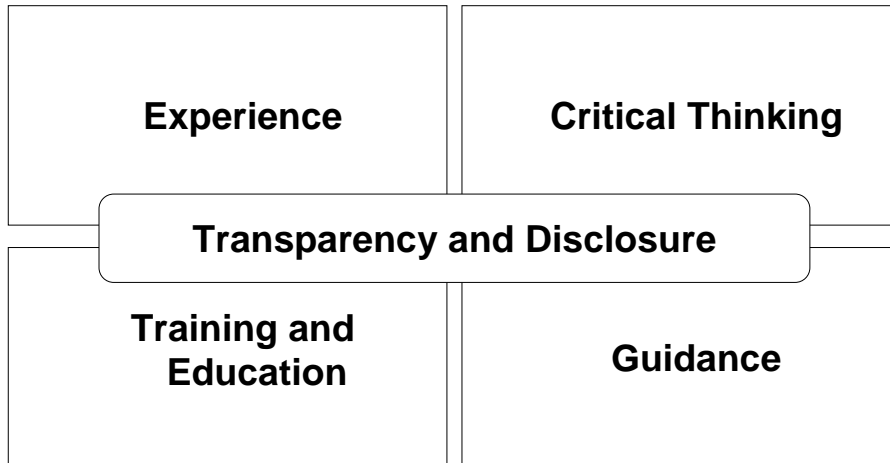 Experience
Critical Thinking
Transparency and Disclosure
Training and
Education
Guidance